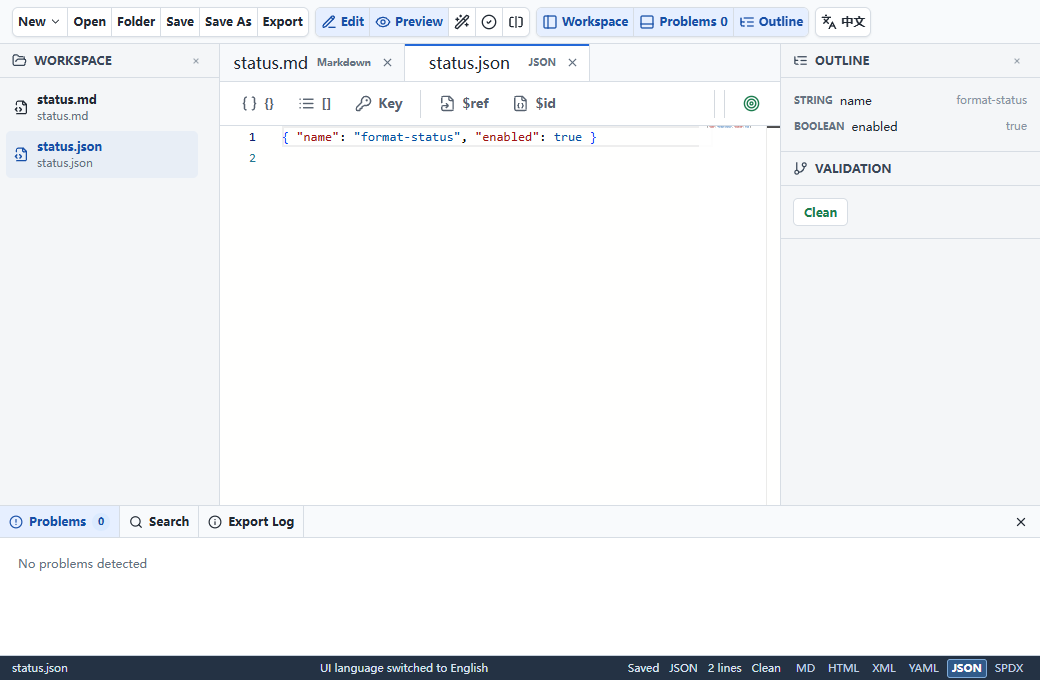 New Open Folder Save Save As Export Edit Preview Workspace Problems 0 Outline 中文
WORKSPACE ×
status.md
status.md
status.json
status.json
status.md Markdown × status.json JSON ×
{ } {} [] Key $ref $id
1 { "name": "format-status", "enabled": true }
2
OUTLINE ×
STRING name format-status
BOOLEAN enabled true
VALIDATION
Clean
Problems 0 Search Export Log ×
No problems detected
status.json UI language switched to English Saved JSON 2 lines Clean MD HTML XML YAML JSON SPDX